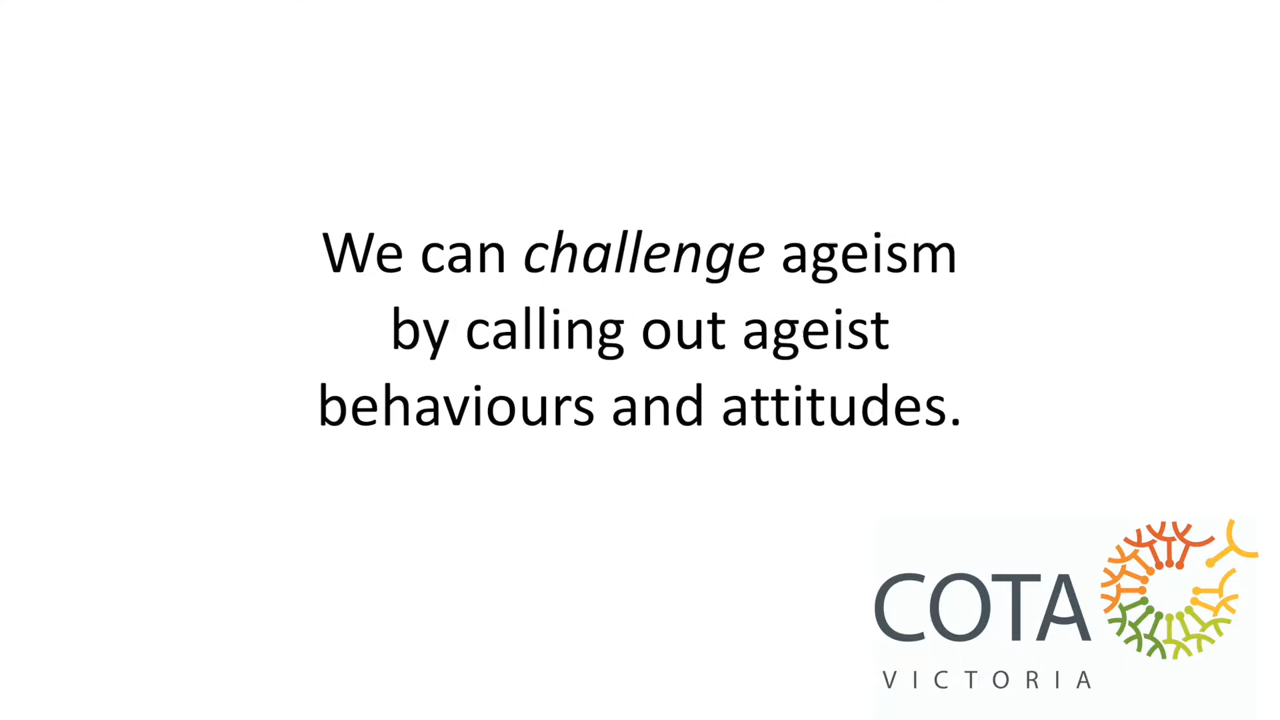 We can challenge ageism
by calling out ageist
behaviours and attitudes.
COTA
VICTORIA